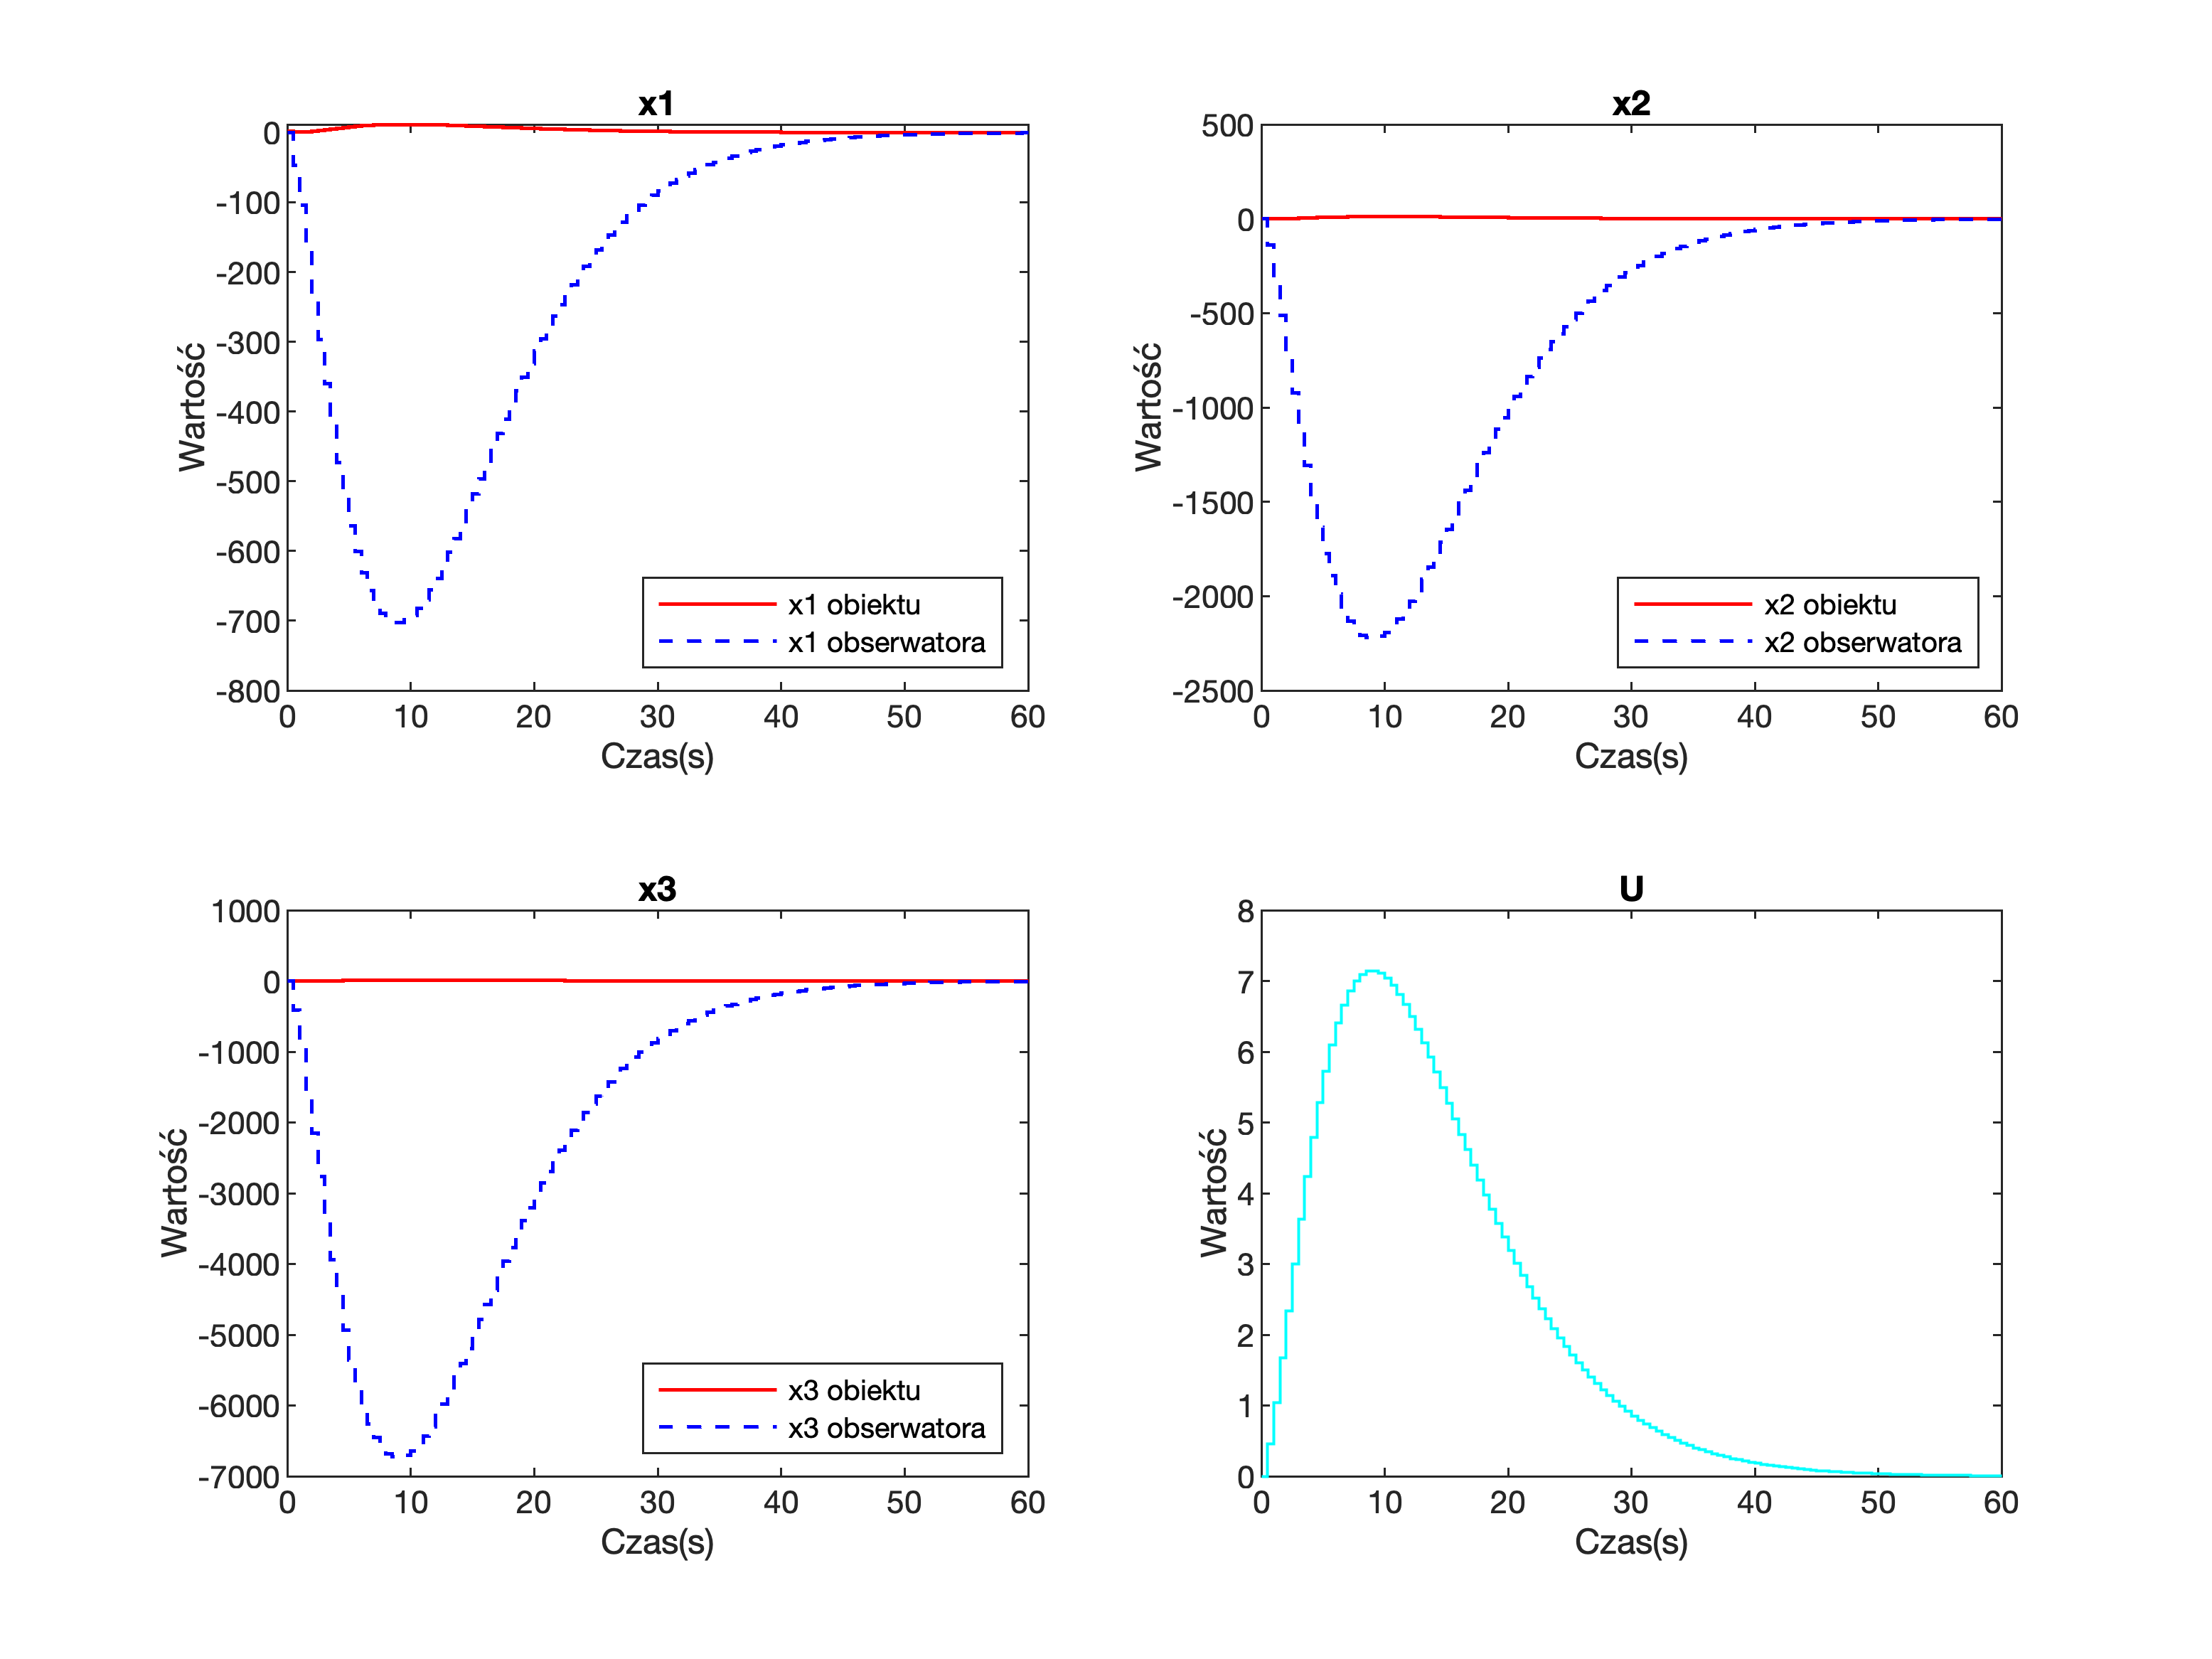 x1
0
-100
-200
-300
-400
-500
-600
-700
-800
Wartość
x1 obiektu
x1 obserwatora
0 10 20 30 40 50 60
Czas(s)
x2
500
0
-500
-1000
-1500
-2000
-2500
Wartość
x2 obiektu
x2 obserwatora
0 10 20 30 40 50 60
Czas(s)
x3
1000
0
-1000
-2000
-3000
-4000
-5000
-6000
-7000
Wartość
x3 obiektu
x3 obserwatora
0 10 20 30 40 50 60
Czas(s)
U
8
7
6
5
4
3
2
1
0
Wartość
0 10 20 30 40 50 60
Czas(s)